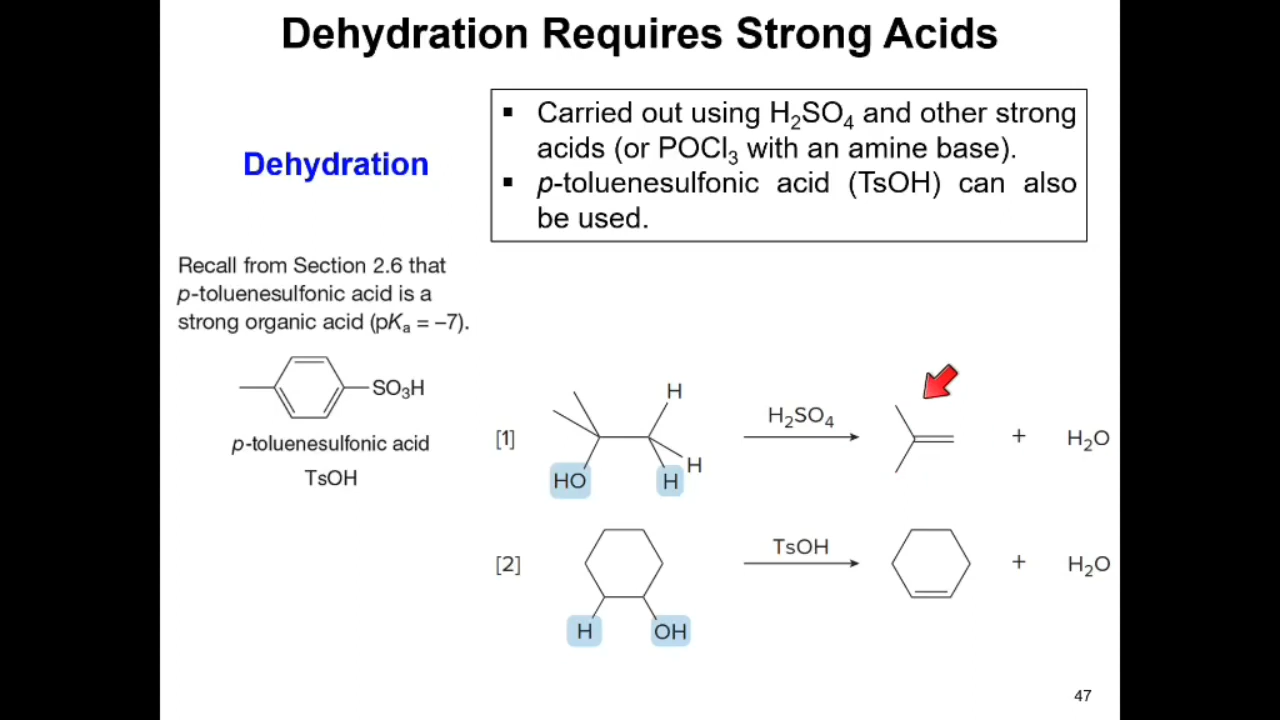 Dehydration Requires Strong Acids
Dehydration
▪ Carried out using H₂SO₄ and other strong
acids (or POCl₃ with an amine base).
▪ p-toluenesulfonic acid (TsOH) can also
be used.
Recall from Section 2.6 that
p-toluenesulfonic acid is a
strong organic acid (pKₐ = –7).
SO₃H
p-toluenesulfonic acid
TsOH
[1]
H
H
HO
H
H₂SO₄
+
H₂O
[2]
H
OH
TsOH
+
H₂O
47